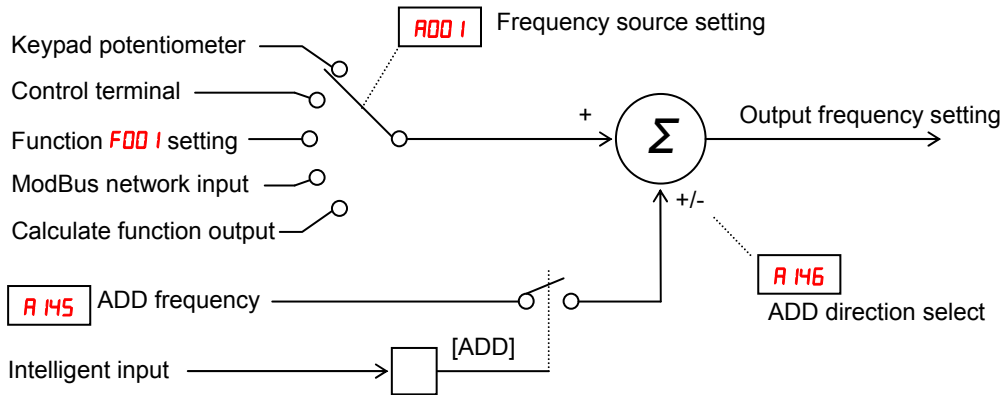 A001 Frequency source setting
Keypad potentiometer
Control terminal
Function F001 setting
ModBus network input
Calculate function output
+
Σ
Output frequency setting
+/-
A146
ADD direction select
A145 ADD frequency
[ADD]
Intelligent input